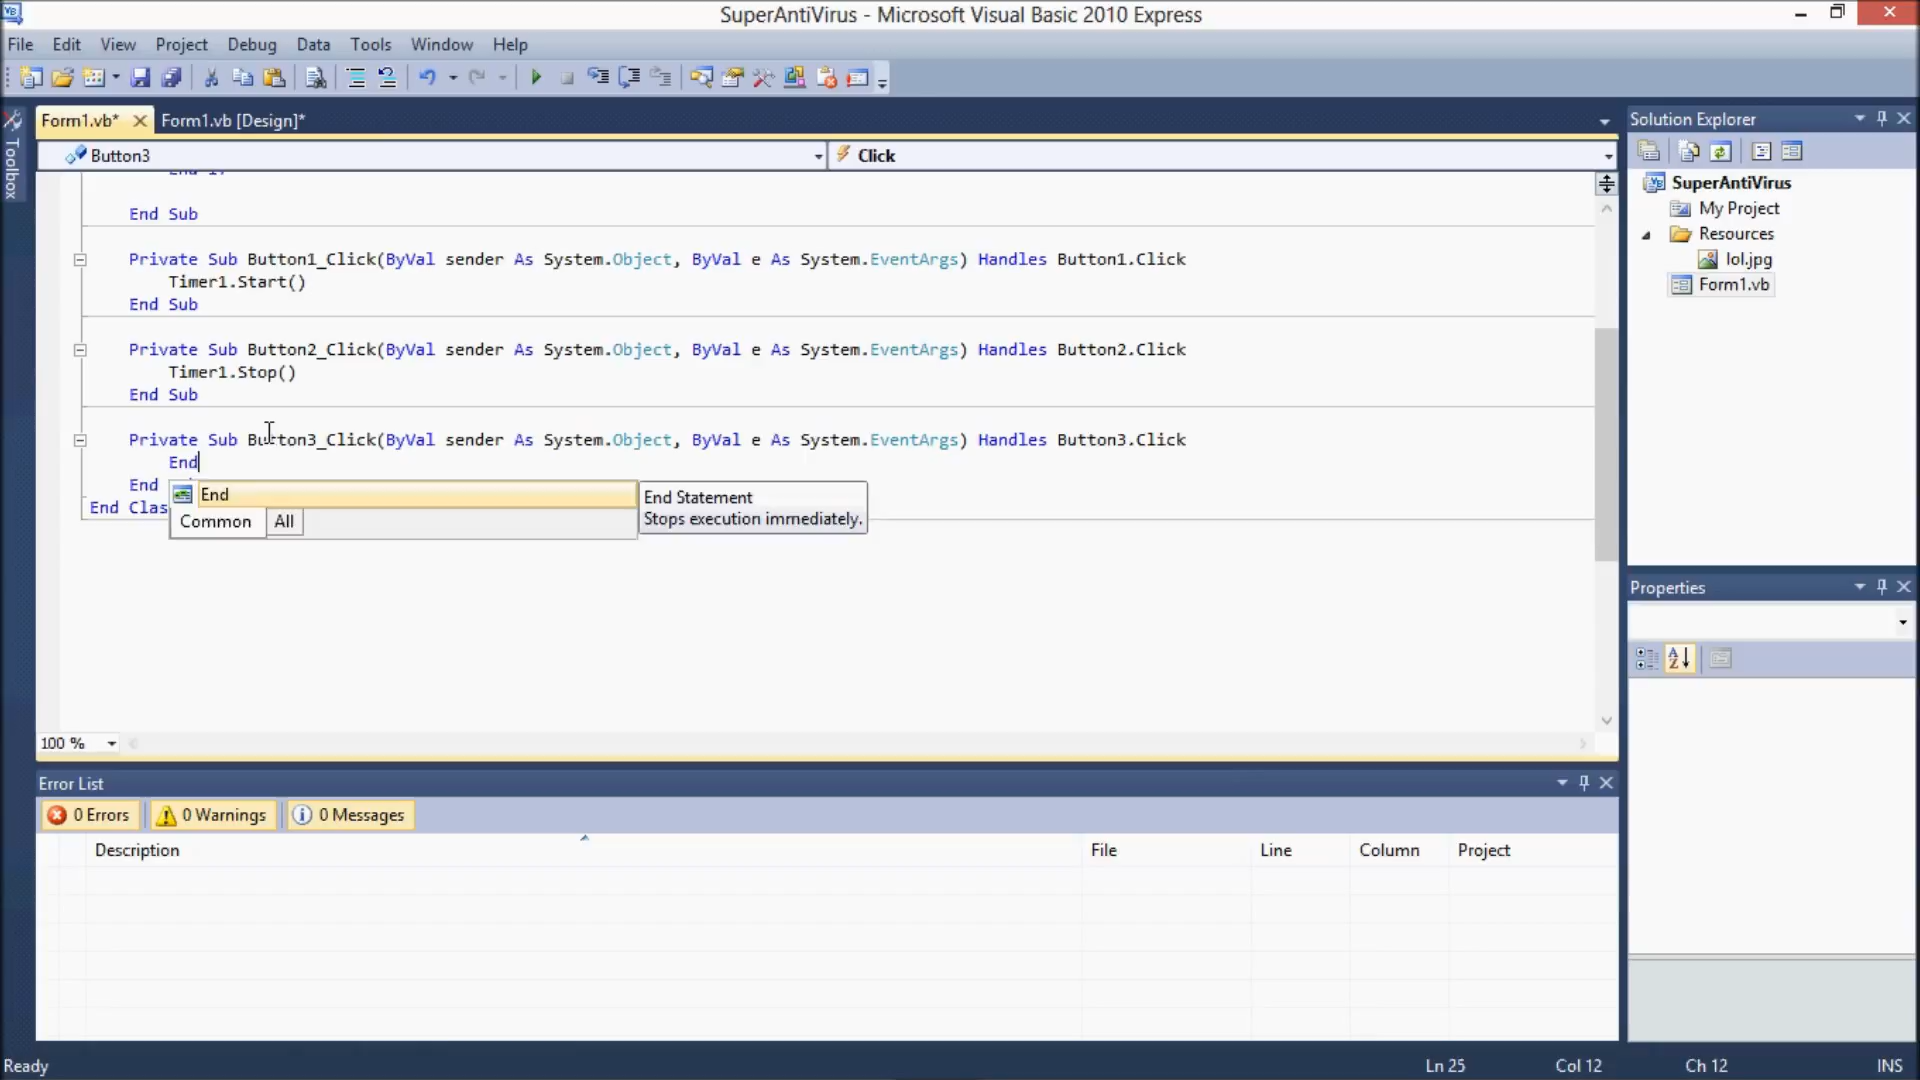 SuperAntiVirus - Microsoft Visual Basic 2010 Express
File Edit View Project Debug Data Tools Window Help
Toolbox
Form1.vb* Form1.vb [Design]*
Button3 Click
End Sub
Private Sub Button1_Click(ByVal sender As System.Object, ByVal e As System.EventArgs) Handles Button1.Click
Timer1.Start()
End Sub
Private Sub Button2_Click(ByVal sender As System.Object, ByVal e As System.EventArgs) Handles Button2.Click
Timer1.Stop()
End Sub
Private Sub Button3_Click(ByVal sender As System.Object, ByVal e As System.EventArgs) Handles Button3.Click
End
End
End Clas
End
Common All
End Statement
Stops execution immediately.
100 %
Solution Explorer
SuperAntiVirus
My Project
Resources
lol.jpg
Form1.vb
Properties
Error List
0 Errors 0 Warnings 0 Messages
Description File Line Column Project
Ready Ln 25 Col 12 Ch 12 INS